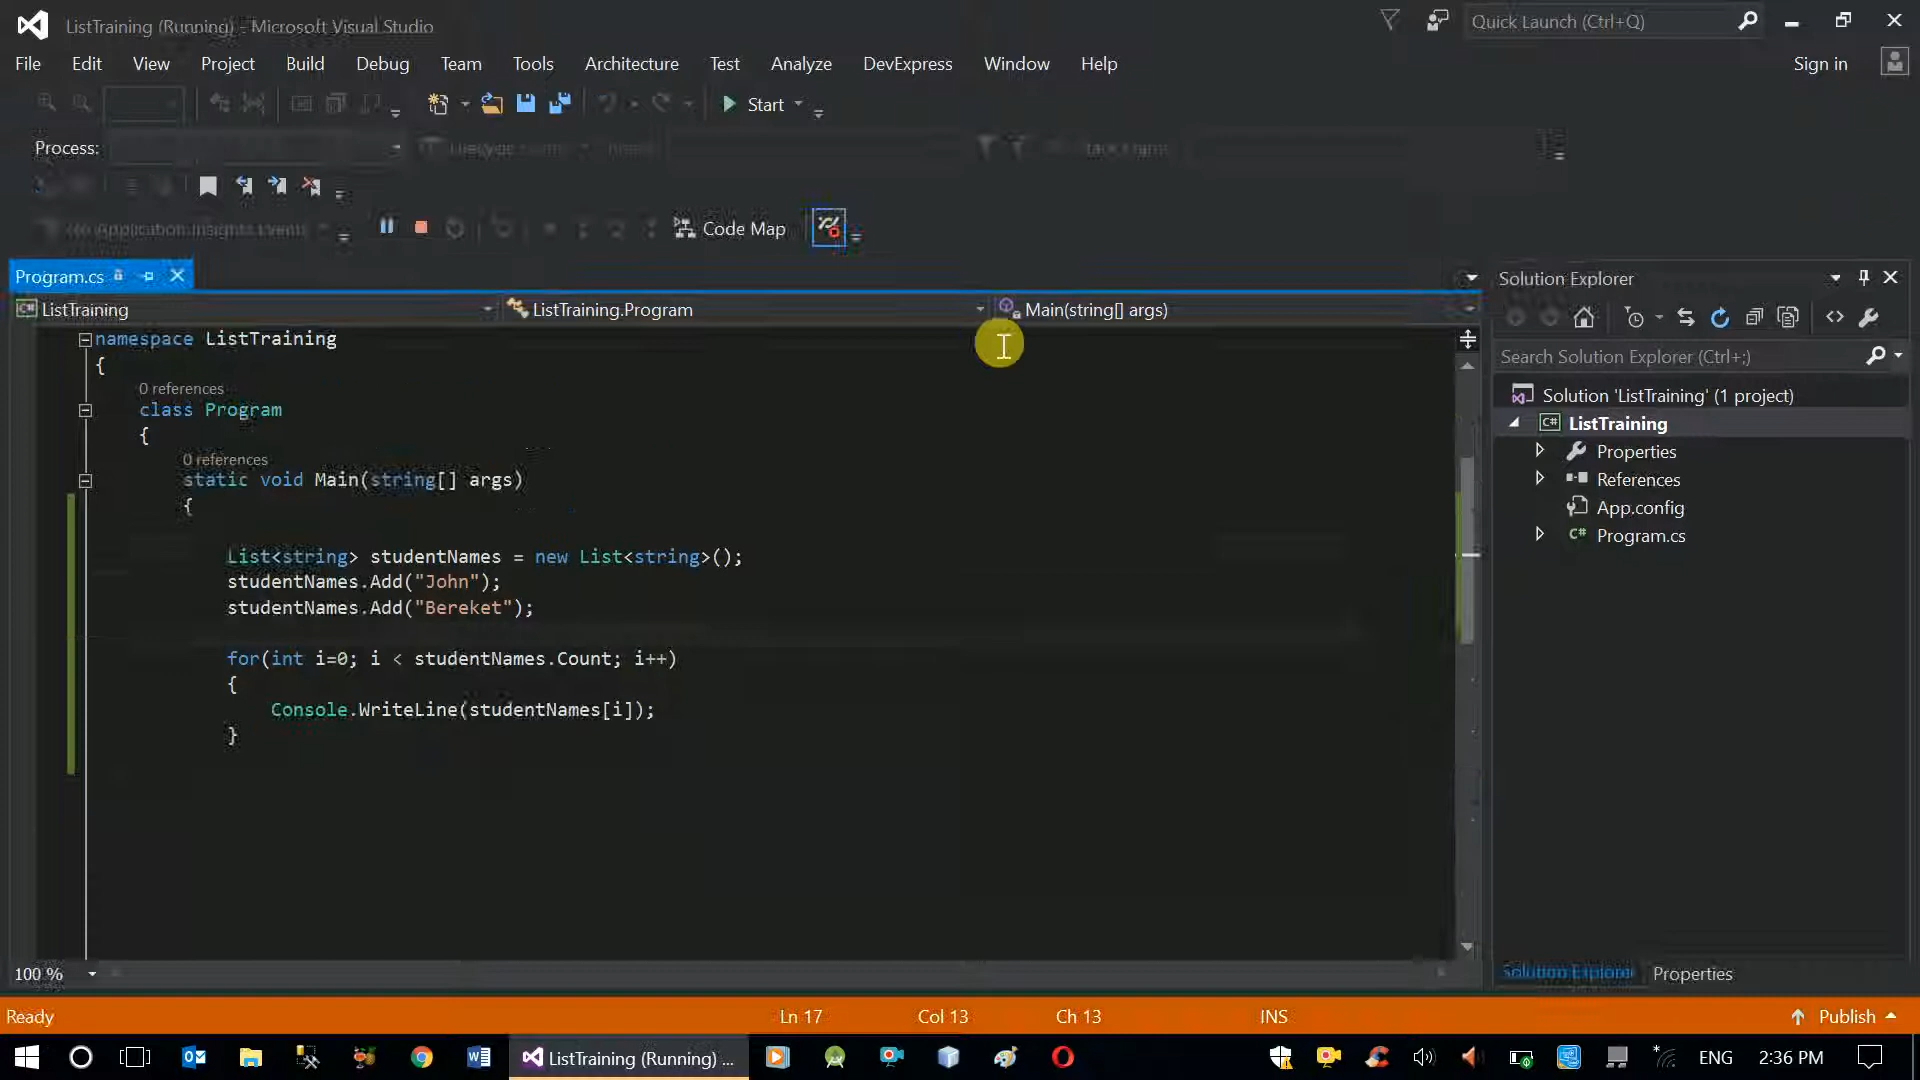 ListTraining (Running) - Microsoft Visual Studio
Quick Launch (Ctrl+Q)
File Edit View Project Build Debug Team Tools Architecture Test Analyze DevExpress Window Help
Sign in
Start
Process:
Application Insights Events
Code Map
Program.cs
ListTraining
ListTraining.Program
Main(string[] args)
namespace ListTraining
{
0 references
class Program
{
0 references
static void Main(string[] args)
{
List<string> studentNames = new List<string>();
studentNames.Add("John");
studentNames.Add("Bereket");
for(int i=0; i < studentNames.Count; i++)
{
Console.WriteLine(studentNames[i]);
}
100 %
Solution Explorer
Search Solution Explorer (Ctrl+;)
Solution 'ListTraining' (1 project)
C# ListTraining
Properties
References
App.config
C# Program.cs
Solution Explorer Properties
Ready Ln 17 Col 13 Ch 13 INS Publish
ListTraining (Running) ...
ENG 2:36 PM